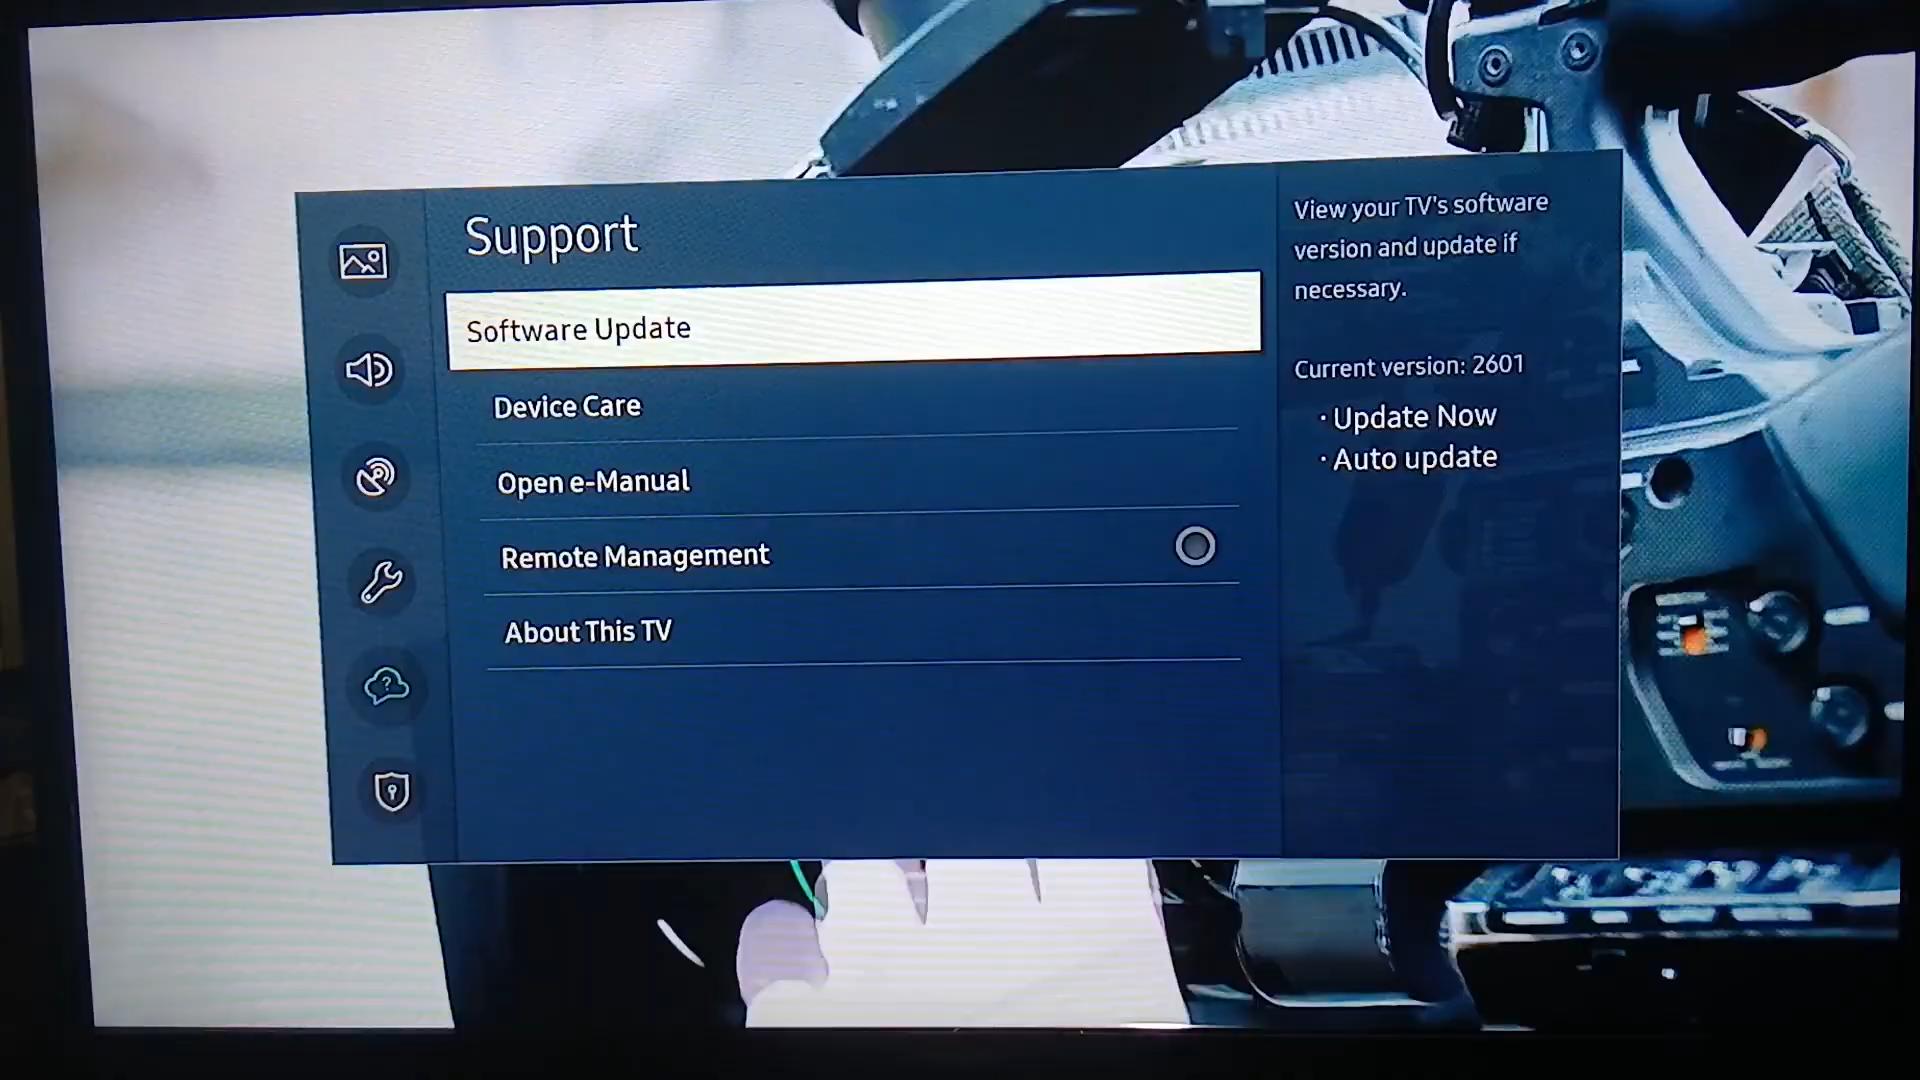 Support
Software Update
Device Care
Open e-Manual
Remote Management
About This TV
View your TV's software
version and update if
necessary.
Current version: 2601
· Update Now
· Auto update